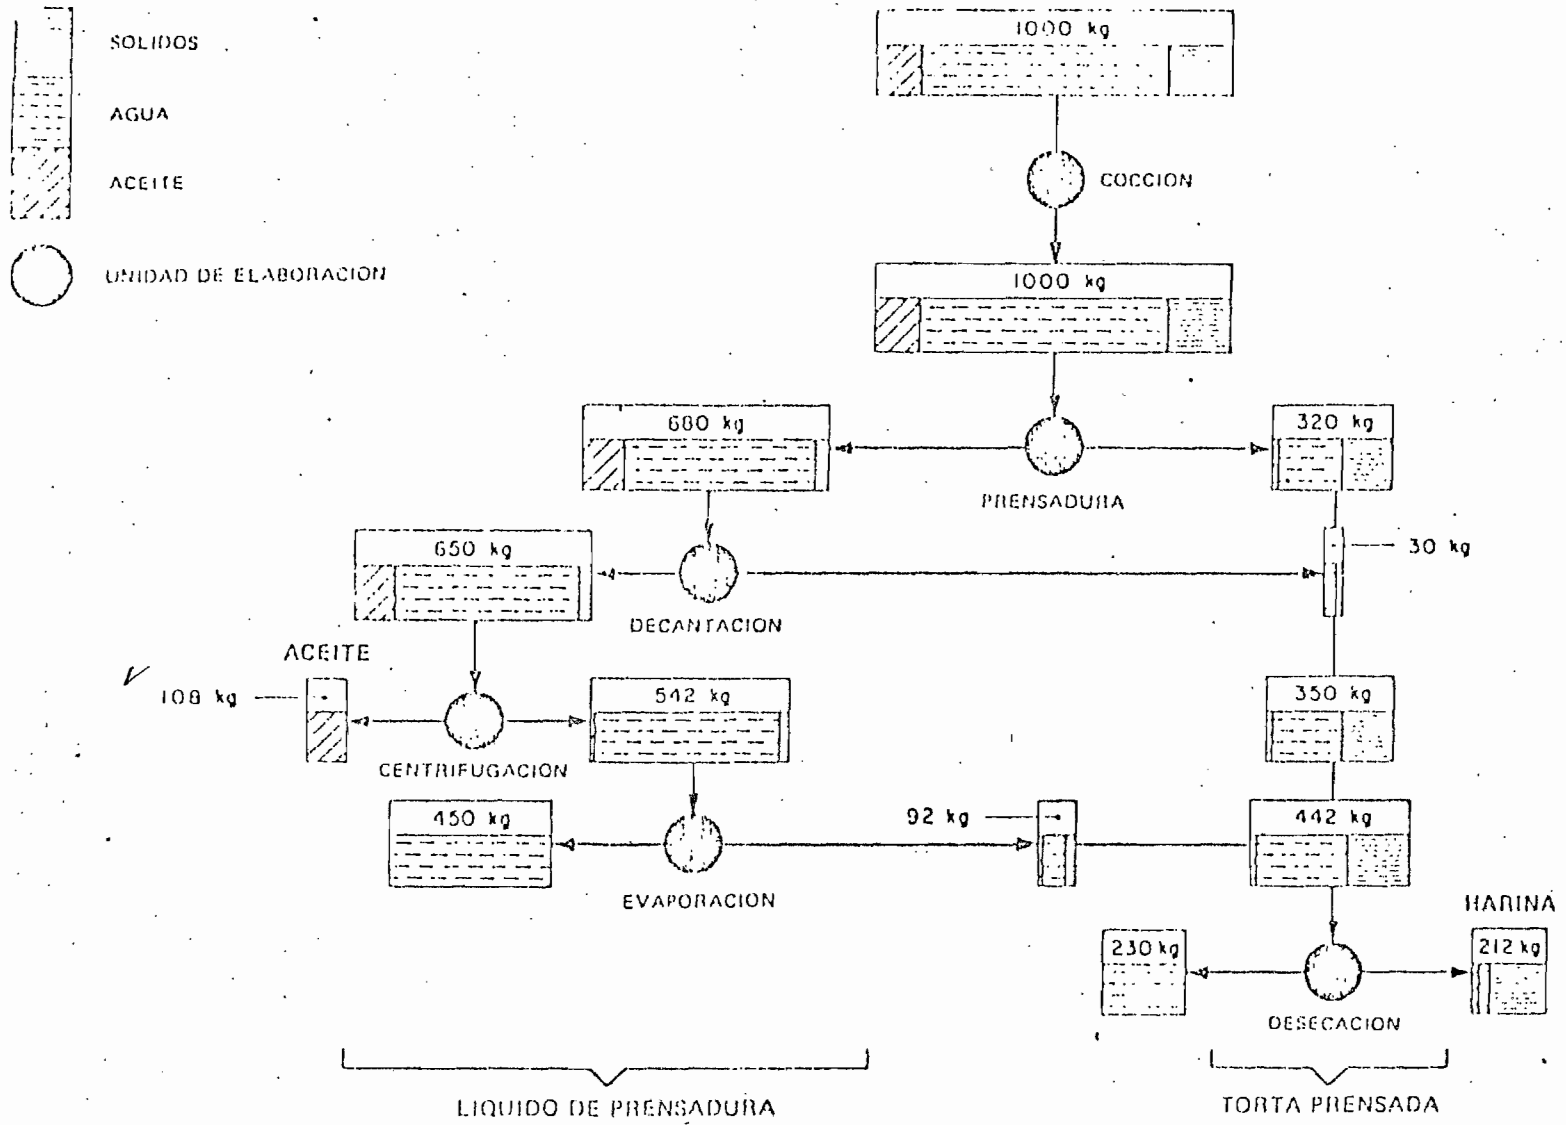 SOLIDOS
AGUA
ACEITE
UNIDAD DE ELABORACION
1000 kg
COCCION
1000 kg
680 kg
320 kg
PRENSADURA
650 kg
30 kg
DECANTACION
ACEITE
108 kg
542 kg
350 kg
CENTRIFUGACION
450 kg
92 kg
442 kg
EVAPORACION
HARINA
230 kg
212 kg
DESECACION
LIQUIDO DE PRENSADURA
TORTA PRENSADA